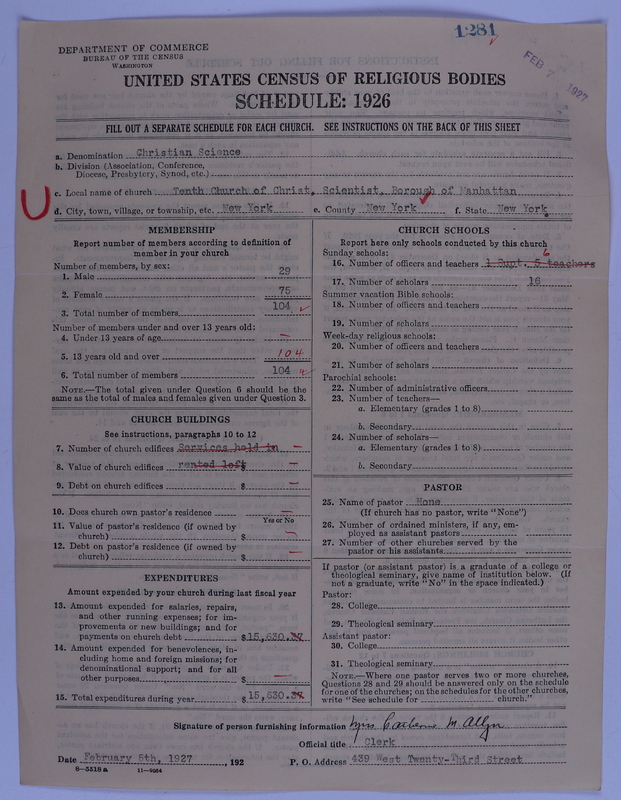 1281
DEPARTMENT OF COMMERCE
BUREAU OF THE CENSUS
WASHINGTON
FEB 7 1927
UNITED STATES CENSUS OF RELIGIOUS BODIES
SCHEDULE: 1926
FILL OUT A SEPARATE SCHEDULE FOR EACH CHURCH. SEE INSTRUCTIONS ON THE BACK OF THIS SHEET
a. Denomination Christian Science
b. Division (Association, Conference,
Diocese, Presbytery, Synod, etc.)
c. Local name of church Tenth Church of Christ, Scientist, Borough of Manhattan
U
d. City, town, village, or township, etc. New York e. County New York f. State New York
MEMBERSHIP
Report number of members according to definition of
member in your church
Number of members, by sex:
1. Male 29
2. Female 75
3. Total number of members 104
Number of members under and over 13 years old:
4. Under 13 years of age —
5. 13 years old and over 104
6. Total number of members 104
NOTE.—The total given under Question 6 should be the
same as the total of males and females given under Question 3.
CHURCH BUILDINGS
See instructions, paragraphs 10 to 12
7. Number of church edifices Services held in —
8. Value of church edifices rented loft $ —
9. Debt on church edifices $ —
10. Does church own pastor's residence —
Yes or No
11. Value of pastor's residence (if owned by
church) $ —
12. Debt on pastor's residence (if owned by
church) $ —
EXPENDITURES
Amount expended by your church during last fiscal year
13. Amount expended for salaries, repairs,
and other running expenses; for im-
provements or new buildings; and for
payments on church debt $15,630.37
14. Amount expended for benevolences, in-
cluding home and foreign missions; for
denominational support; and for all
other purposes $ —
15. Total expenditures during year $15,630.37
CHURCH SCHOOLS
Report here only schools conducted by this church
Sunday schools: 6
16. Number of officers and teachers 1 Supt. 5 teachers
17. Number of scholars 16
Summer vacation Bible schools:
18. Number of officers and teachers
19. Number of scholars
Week-day religious schools:
20. Number of officers and teachers
21. Number of scholars
Parochial schools:
22. Number of administrative officers
23. Number of teachers—
a. Elementary (grades 1 to 8)
b. Secondary
24. Number of scholars—
a. Elementary (grades 1 to 8)
b. Secondary
PASTOR
25. Name of pastor None
(If church has no pastor, write "None")
26. Number of ordained ministers, if any, em-
ployed as assistant pastors
27. Number of other churches served by the
pastor or his assistants
If pastor (or assistant pastor) is a graduate of a college or
theological seminary, give name of institution below. (If
not a graduate, write "No" in the space indicated.)
Pastor:
28. College
29. Theological seminary
Assistant pastor:
30. College
31. Theological seminary
NOTE.—Where one pastor serves two or more churches,
Questions 28 and 29 should be answered only on the schedule
for one of the churches; on the schedules for the other churches,
write "See schedule for church."
Signature of person furnishing information Mrs M. Allyn
Official title Clerk
Date February 5th, 1927 , 192 P. O. Address 439 West Twenty-Third Street
8—5518 a 11—9054